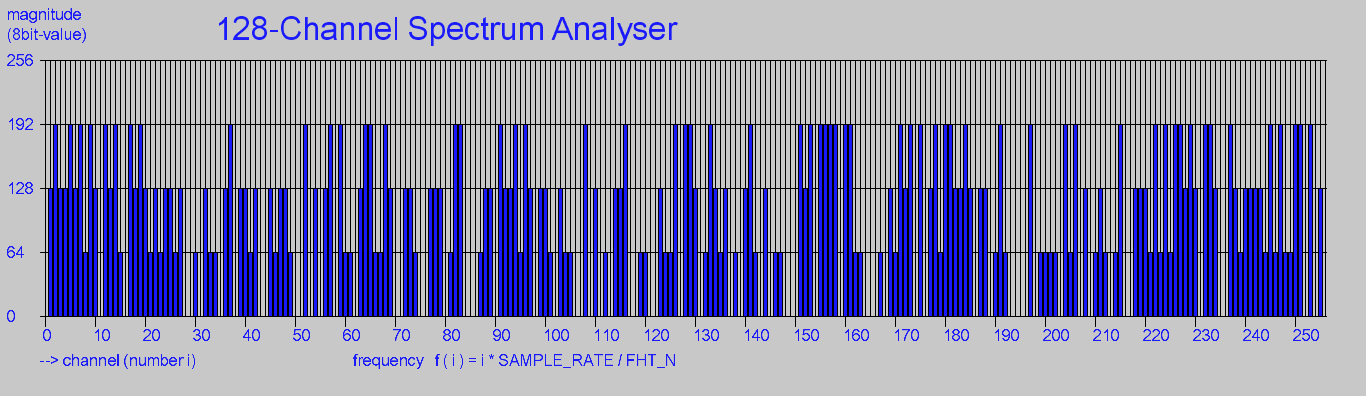 magnitude
(8bit-value)
128-Channel Spectrum Analyser
256
192
128
64
0
0 10 20 30 40 50 60 70 80 90 100 110 120 130 140 150 160 170 180 190 200 210 220 230 240 250
--> channel (number i)
frequency f ( i ) = i * SAMPLE_RATE / FHT_N